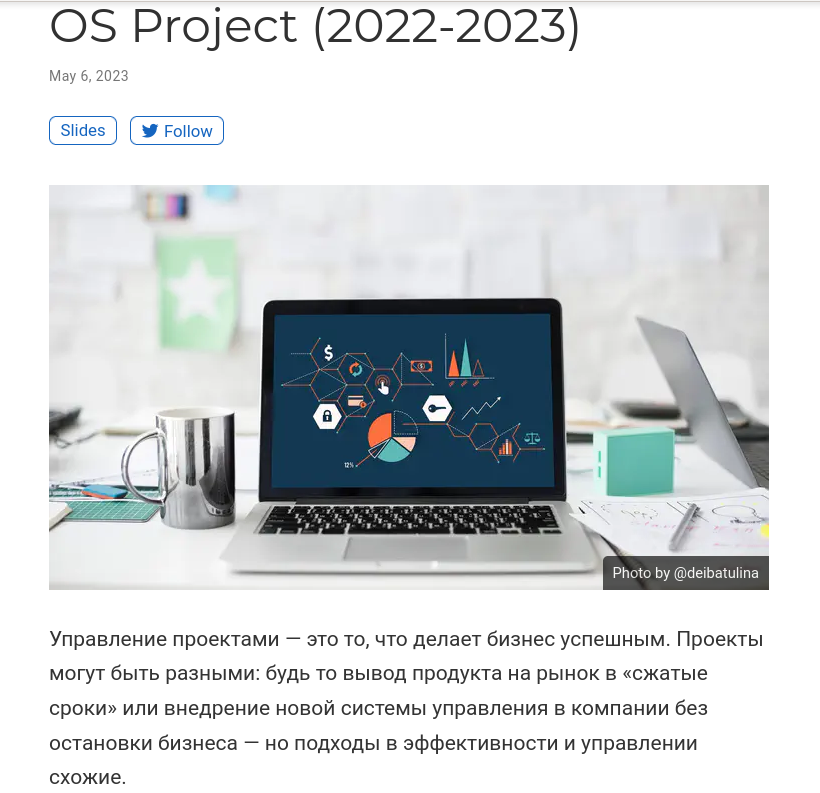 OS Project (2022-2023)
May 6, 2023
Slides
Follow
$
12%
Photo by @deibatulina
Управление проектами — это то, что делает бизнес успешным. Проекты
могут быть разными: будь то вывод продукта на рынок в «сжатые
сроки» или внедрение новой системы управления в компании без
остановки бизнеса — но подходы в эффективности и управлении
схожие.